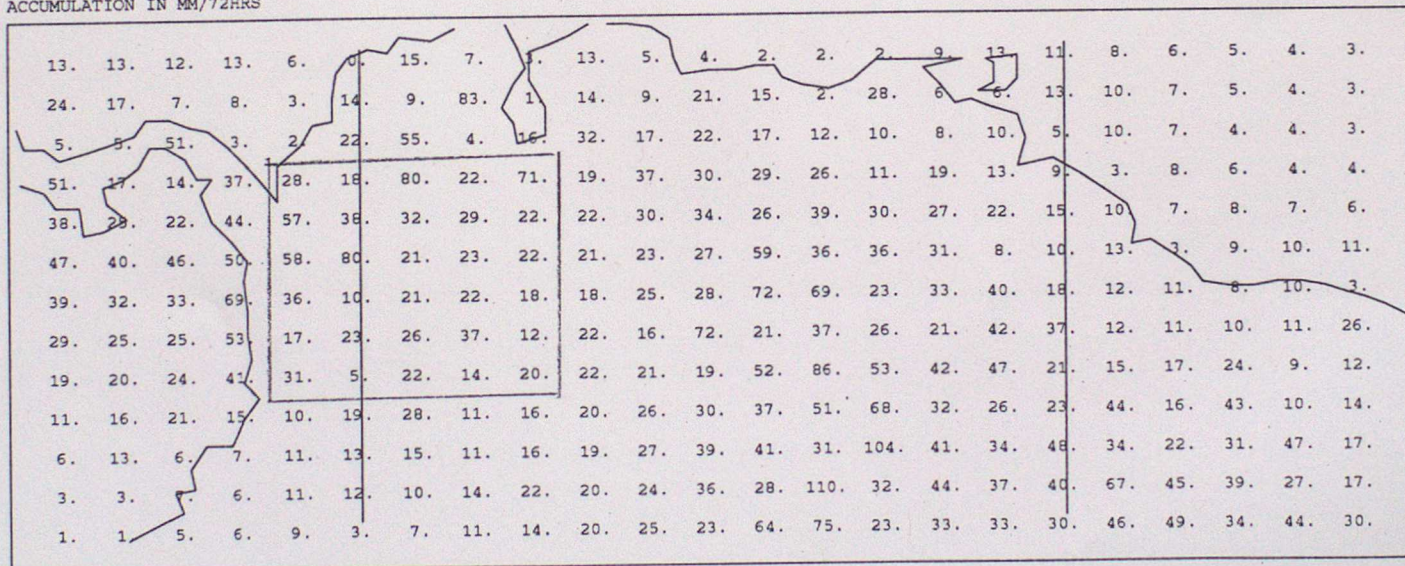 ACCUMULATION IN MM/72HRS
13. 13. 12. 13. 6. 0. 15. 7. 3. 13. 5. 4. 2. 2. 2. 9. 13. 11. 8. 6. 5. 4. 3.
24. 17. 7. 8. 3. 14. 9. 83. 1. 14. 9. 21. 15. 2. 28. 6. 6. 13. 10. 7. 5. 4. 3.
5. 5. 51. 3. 2. 22. 55. 4. 16. 32. 17. 22. 17. 12. 10. 8. 10. 5. 10. 7. 4. 4. 3.
51. 17. 14. 37. 28. 18. 80. 22. 71. 19. 37. 30. 29. 26. 11. 19. 13. 9. 3. 8. 6. 4. 4.
38. 29. 22. 44. 57. 38. 32. 29. 22. 22. 30. 34. 26. 39. 30. 27. 22. 15. 10. 7. 8. 7. 6.
47. 40. 46. 50. 58. 80. 21. 23. 22. 21. 23. 27. 59. 36. 36. 31. 8. 10. 13. 3. 9. 10. 11.
39. 32. 33. 69. 36. 10. 21. 22. 18. 18. 25. 28. 72. 69. 23. 33. 40. 18. 12. 11. 8. 10. 3.
29. 25. 25. 53. 17. 23. 26. 37. 12. 22. 16. 72. 21. 37. 26. 21. 42. 37. 12. 11. 10. 11. 26.
19. 20. 24. 41. 31. 5. 22. 14. 20. 22. 21. 19. 52. 86. 53. 42. 47. 21. 15. 17. 24. 9. 12.
11. 16. 21. 15. 10. 19. 28. 11. 16. 20. 26. 30. 37. 51. 68. 32. 26. 23. 44. 16. 43. 10. 14.
6. 13. 6. 7. 11. 13. 15. 11. 16. 19. 27. 39. 41. 31. 104. 41. 34. 48. 34. 22. 31. 47. 17.
3. 3. 6. 11. 12. 10. 14. 22. 20. 24. 36. 28. 110. 32. 44. 37. 40. 67. 45. 39. 27. 17.
1. 1. 5. 6. 9. 3. 7. 11. 14. 20. 25. 23. 64. 75. 23. 33. 33. 30. 46. 49. 34. 44. 30.